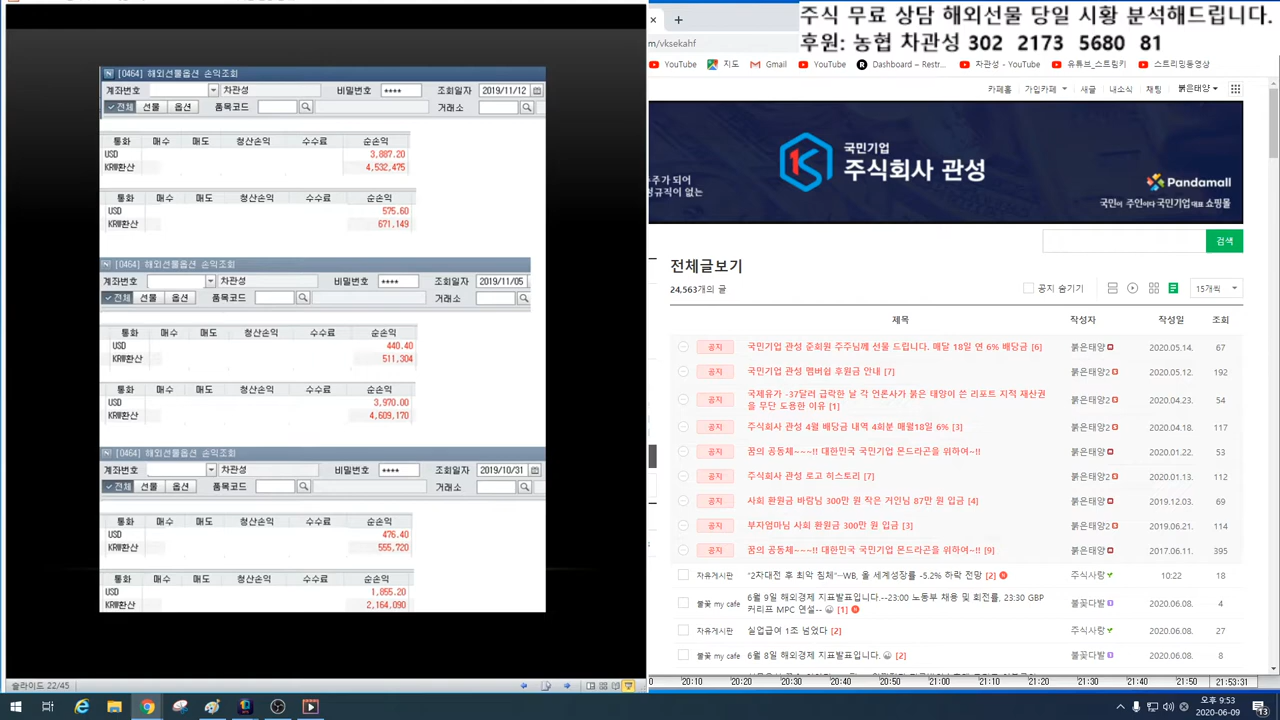 주식 무료 상담 해외선물 당일 시황 분석해드립니다.
후원: 농협 차관성 302 2173 5680 81
[0464] 해외선물옵션 손익조회
계좌번호 차관성 비밀번호 **** 조회일자 2019/11/12
전체 선물 옵션 품목코드 거래소
통화 매수 매도 청산손익 수수료 순손익
USD 3,887.20
KRW환산 4,532,475
통화 매수 매도 청산손익 수수료 순손익
USD 575.60
KRW환산 671,149
[0464] 해외선물옵션 손익조회
계좌번호 차관성 비밀번호 **** 조회일자 2019/11/05
전체 선물 옵션 품목코드 거래소
통화 매수 매도 청산손익 수수료 순손익
USD 440.40
KRW환산 511,304
통화 매수 매도 청산손익 수수료 순손익
USD 3,970.00
KRW환산 4,609,170
[0464] 해외선물옵션 손익조회
계좌번호 차관성 비밀번호 **** 조회일자 2019/10/31
전체 선물 옵션 품목코드 거래소
통화 매수 매도 청산손익 수수료 순손익
USD 476.40
KRW환산 555,720
통화 매수 매도 청산손익 수수료 순손익
USD 1,855.20
KRW환산 2,164,090
슬라이드 22/45
m/vksekahf
YouTube 지도 Gmail YouTube Dashboard – Restr... 차관성 - YouTube 유튜브_스트림키 스트리밍동영상
카페홈 가입카페 새글 내소식 채팅 붉은태양
주주가 되어
정규직이 없는
국민기업
주식회사 관성
Pandamall
국민이 주인이다 국민기업 대표 쇼핑몰
검색
전체글보기
24,563개의 글
공지 숨기기 15개씩
제목 작성자 작성일 조회
공지 국민기업 관성 준회원 주주님께 선물 드립니다. 매달 18일 연 6% 배당금 [6] 붉은태양 2020.05.14. 67
공지 국민기업 관성 멤버쉽 후원금 안내 [7] 붉은태양2 2020.05.12. 192
공지 국제유가 -37달러 급락한 날 각 언론사가 붉은 태양이 쓴 리포트 지적 재산권
을 무단 도용한 이유 [1] 붉은태양2 2020.04.23. 54
공지 주식회사 관성 4월 배당금 내역 4회분 매월18일 6% [3] 붉은태양2 2020.04.18. 117
공지 꿈의 공동체~~~!! 대한민국 국민기업 몬드라곤을 위하여~!! 붉은태양 2020.01.22. 53
공지 주식회사 관성 로고 히스토리 [7] 붉은태양2 2020.01.13. 112
공지 사회 환원금 바람님 300만 원 작은 거인님 87만 원 입금 [4] 붉은태양 2019.12.03. 69
공지 부자엄마님 사회 환원금 300만 원 입금 [3] 붉은태양2 2019.06.21. 114
공지 꿈의 공동체~~~!! 대한민국 국민기업 몬드라곤을 위하여~!! [9] 붉은태양 2017.06.11. 395
자유게시판 "2차대전 후 최악 침체"–WB, 올 세계성장률 -5.2% 하락 전망 [2] 주식사랑 10:22 18
불꽃 my cafe 6월 9일 해외경제 지표발표입니다.--23:00 노동부 채용 및 회전률, 23:30 GBP
커리프 MPC 연설-- [1] 불꽃다발 2020.06.08. 4
자유게시판 실업급여 1조 넘었다 [2] 주식사랑 2020.06.08. 27
불꽃 my cafe 6월 8일 해외경제 지표발표입니다. [2] 불꽃다발 2020.06.08. 8
20:10 20:20 20:30 20:40 20:50 21:00 21:10 21:20 21:30 21:40 21:53:31
오후 9:53
2020-06-09
13